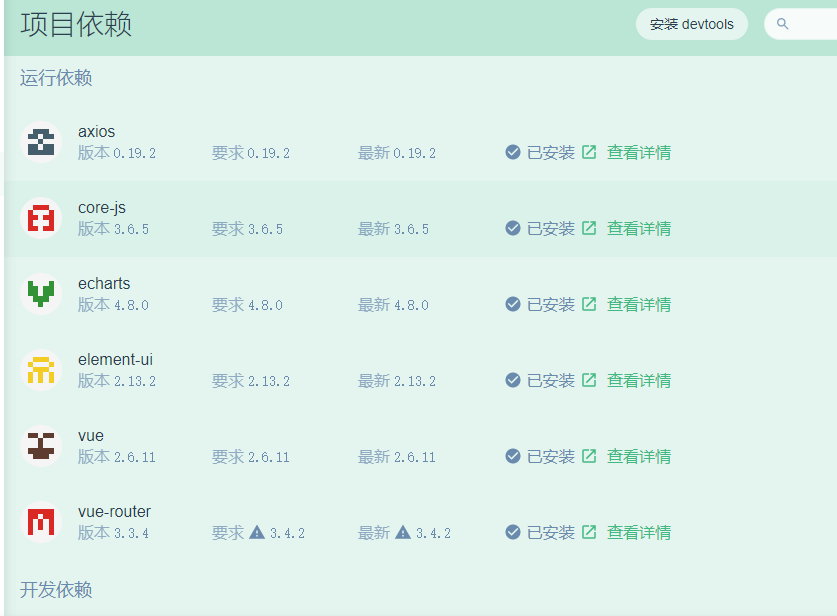 项目依赖 安装 devtools
运行依赖
axios
版本 0.19.2 要求 0.19.2 最新 0.19.2 已安装 查看详情
core-js
版本 3.6.5 要求 3.6.5 最新 3.6.5 已安装 查看详情
echarts
版本 4.8.0 要求 4.8.0 最新 4.8.0 已安装 查看详情
element-ui
版本 2.13.2 要求 2.13.2 最新 2.13.2 已安装 查看详情
vue
版本 2.6.11 要求 2.6.11 最新 2.6.11 已安装 查看详情
vue-router
版本 3.3.4 要求 3.4.2 最新 3.4.2 已安装 查看详情
开发依赖